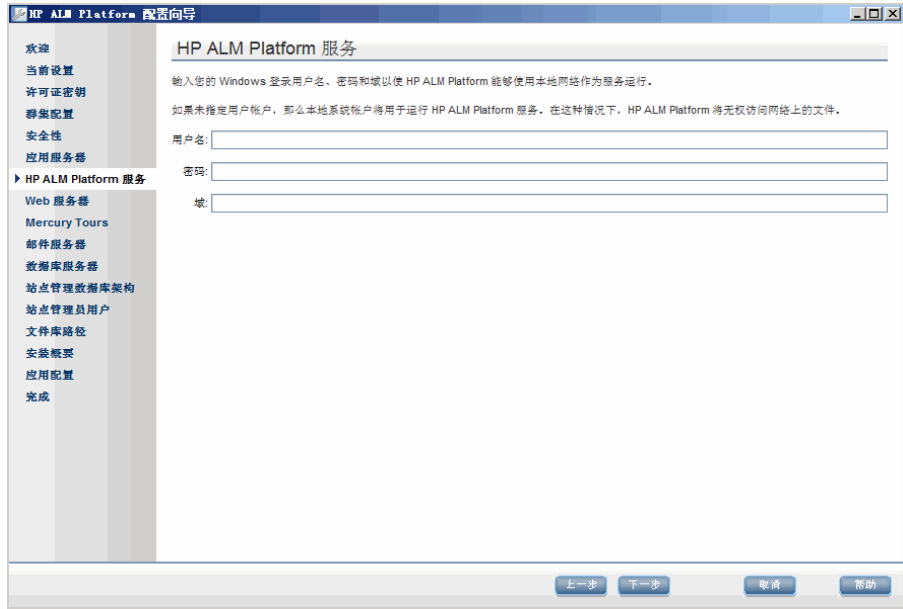 HP ALM Platform 配置向导
欢迎
当前设置
许可证密钥
群集配置
安全性
应用服务器
HP ALM Platform 服务
Web 服务器
Mercury Tours
邮件服务器
数据库服务器
站点管理数据库架构
站点管理员用户
文件库路径
安装概要
应用配置
完成
HP ALM Platform 服务
输入您的 Windows 登录用户名、密码和域以使 HP ALM Platform 能够使用本地网络作为服务运行。
如果未指定用户帐户，那么本地系统帐户将用于运行 HP ALM Platform 服务。在这种情况下，HP ALM Platform 将无权访问网络上的文件。
用户名:
密码:
域:
上一步 下一步 取消 帮助